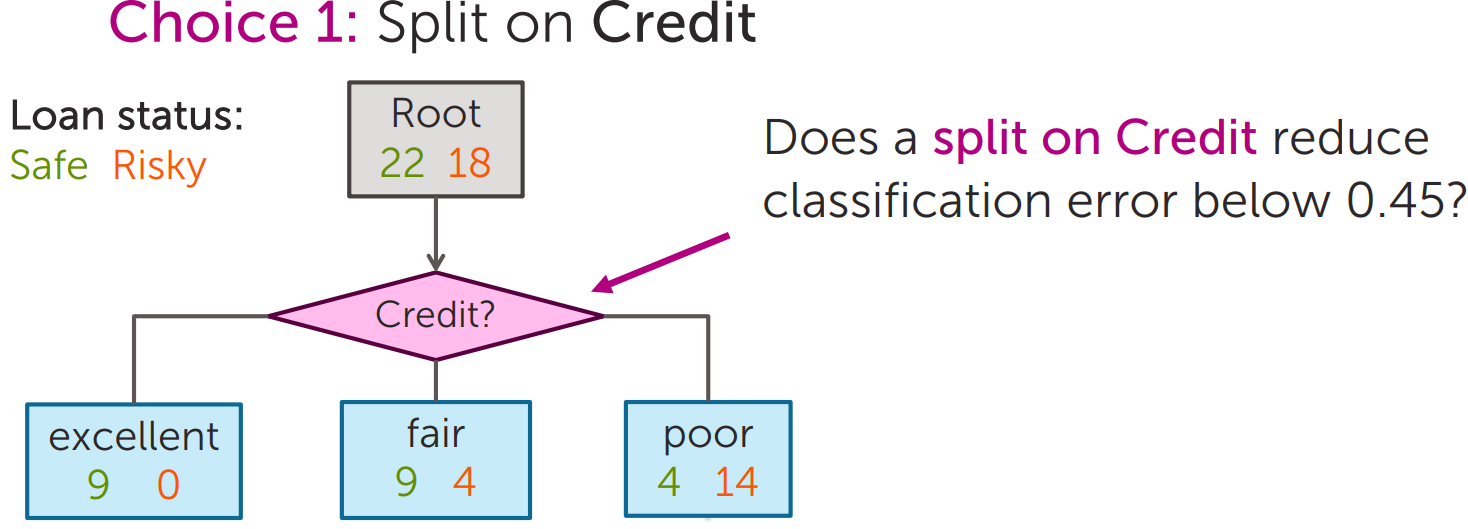 Choice 1: Split on Credit
Loan status:
Safe Risky
Root
22 18
Does a split on Credit reduce
classification error below 0.45?
Credit?
excellent
9 0
fair
9 4
poor
4 14